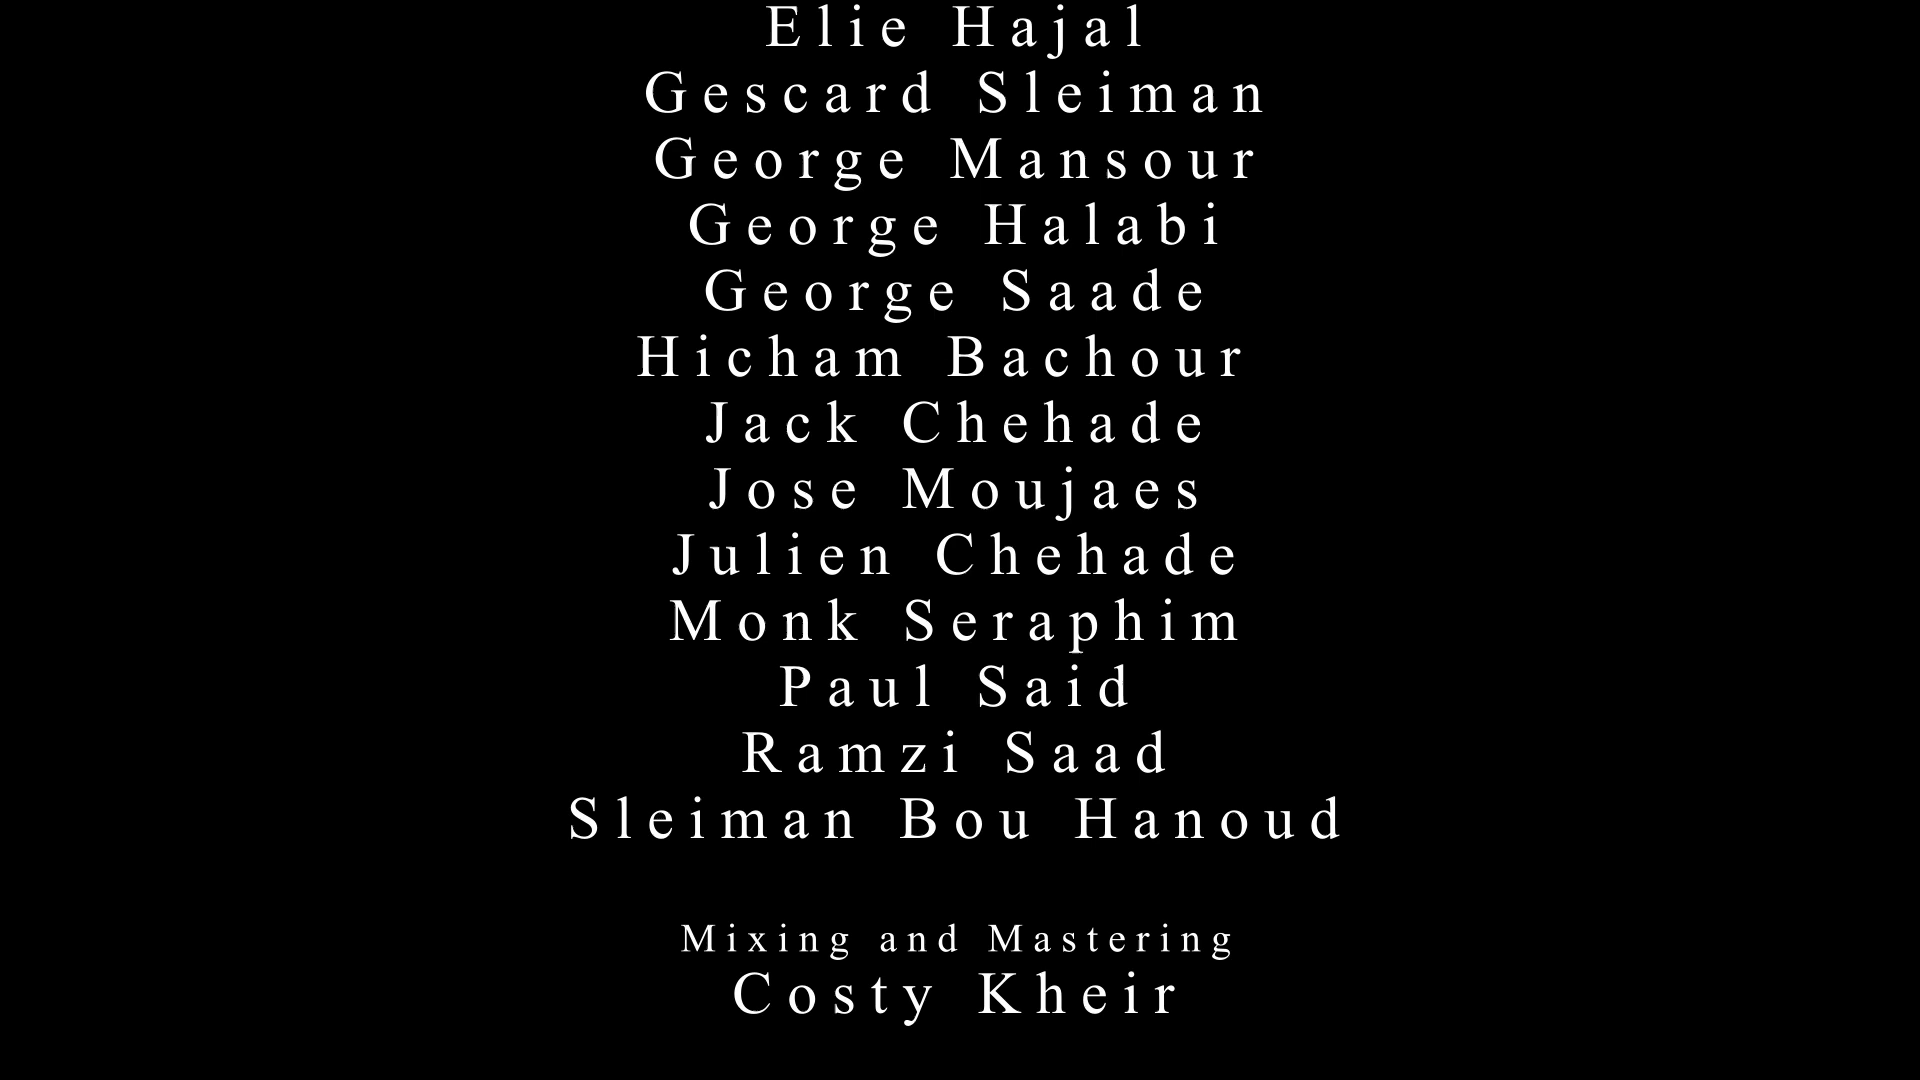 Elie Hajal
Gescard Sleiman
George Mansour
George Halabi
George Saade
Hicham Bachour
Jack Chehade
Jose Moujaes
Julien Chehade
Monk Seraphim
Paul Said
Ramzi Saad
Sleiman Bou Hanoud
Mixing and Mastering
Costy Kheir